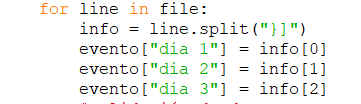 for line in file:
    info = line.split("}]")
    evento["dia 1"] = info[0]
    evento["dia 2"] = info[1]
    evento["dia 3"] = info[2]